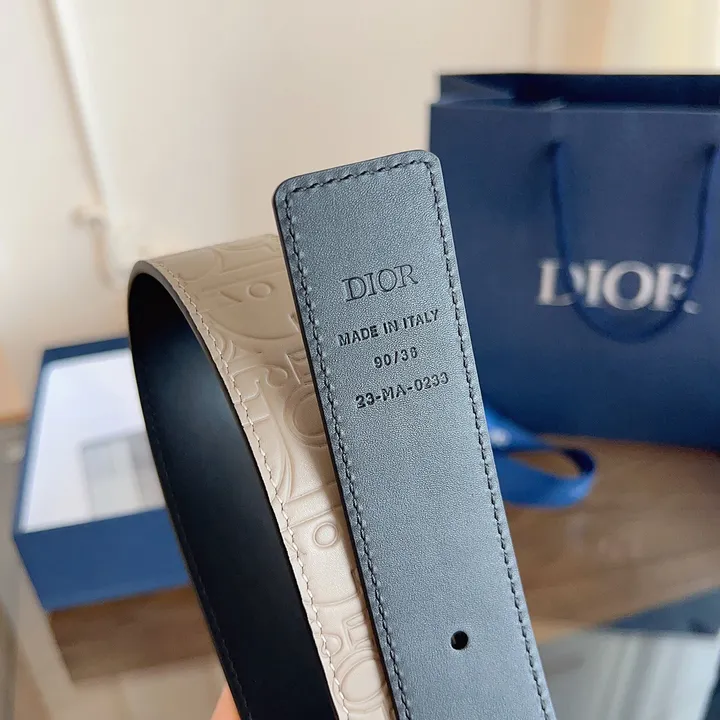 DIOR
MADE IN ITALY
90/36
23-MA-0233
DIOR